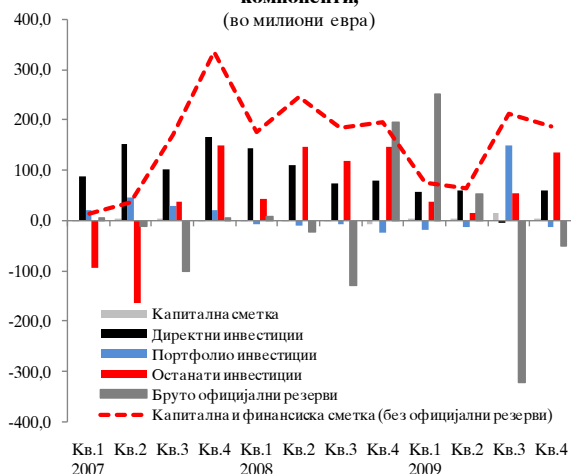 компоненти,
(во милиони евра)
400,0
300,0
200,0
100,0
0,0
-100,0
-200,0
-300,0
-400,0
Капитална сметка
Директни инвестиции
Портфолио инвестиции
Останати инвестиции
Бруто официјални резерви
Капитална и финансиска сметка (без официјални резерви)
Кв.1 Кв.2 Кв.3 Кв.4 Кв.1 Кв.2 Кв.3 Кв.4 Кв.1 Кв.2 Кв.3 Кв.4
2007 2008 2009